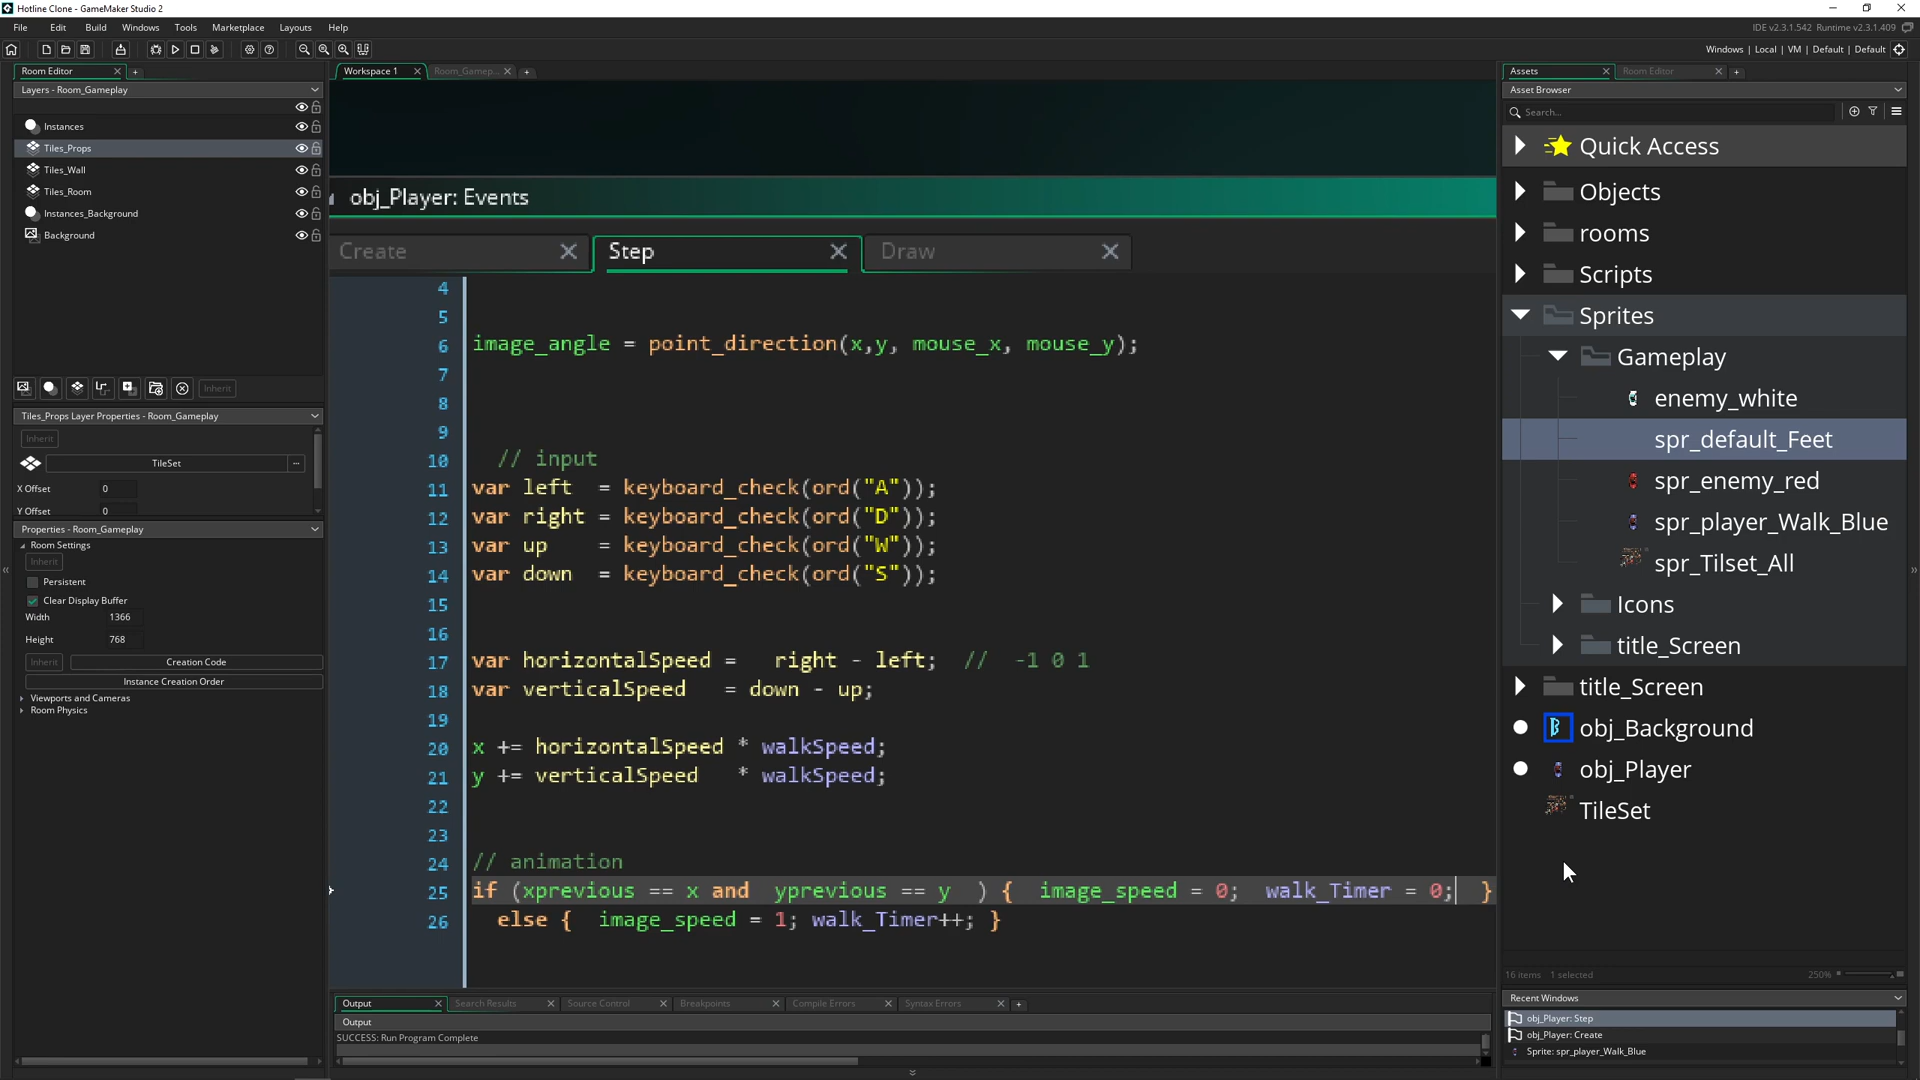 Hotline Clone - GameMaker Studio 2
File Edit Build Windows Tools Marketplace Layouts Help
IDE v2.3.1.542 Runtime v2.3.1.409
Windows | Local | VM | Default | Default
Room Editor
Layers - Room_Gameplay
Instances
Tiles_Props
Tiles_Wall
Tiles_Room
Instances_Background
Background
Inherit
Tiles_Props Layer Properties - Room_Gameplay
Inherit
TileSet ...
X Offset 0
Y Offset 0
Properties - Room_Gameplay
Room Settings
Inherit
Persistent
Clear Display Buffer
Width 1366
Height 768
Inherit Creation Code
Instance Creation Order
Viewports and Cameras
Room Physics
Workspace 1 Room_Gamep...
obj_Player: Events
Create Step Draw
4
5
6 image_angle = point_direction(x,y, mouse_x, mouse_y);
7
8
9
10 // input
11 var left = keyboard_check(ord("A"));
12 var right = keyboard_check(ord("D"));
13 var up = keyboard_check(ord("W"));
14 var down = keyboard_check(ord("S"));
15
16
17 var horizontalSpeed = right - left; // -1 0 1
18 var verticalSpeed = down - up;
19
20 x += horizontalSpeed * walkSpeed;
21 y += verticalSpeed * walkSpeed;
22
23
24 // animation
25 if (xprevious == x and yprevious == y ) { image_speed = 0; walk_Timer = 0; }
26 else { image_speed = 1; walk_Timer++; }
Output Search Results Source Control Breakpoints Compile Errors Syntax Errors
Output
SUCCESS: Run Program Complete
Assets Room Editor
Asset Browser
Search...
Quick Access
Objects
rooms
Scripts
Sprites
Gameplay
enemy_white
spr_default_Feet
spr_enemy_red
spr_player_Walk_Blue
spr_Tilset_All
Icons
title_Screen
title_Screen
obj_Background
obj_Player
TileSet
16 items 1 selected 250%
Recent Windows
obj_Player: Step
obj_Player: Create
Sprite: spr_player_Walk_Blue